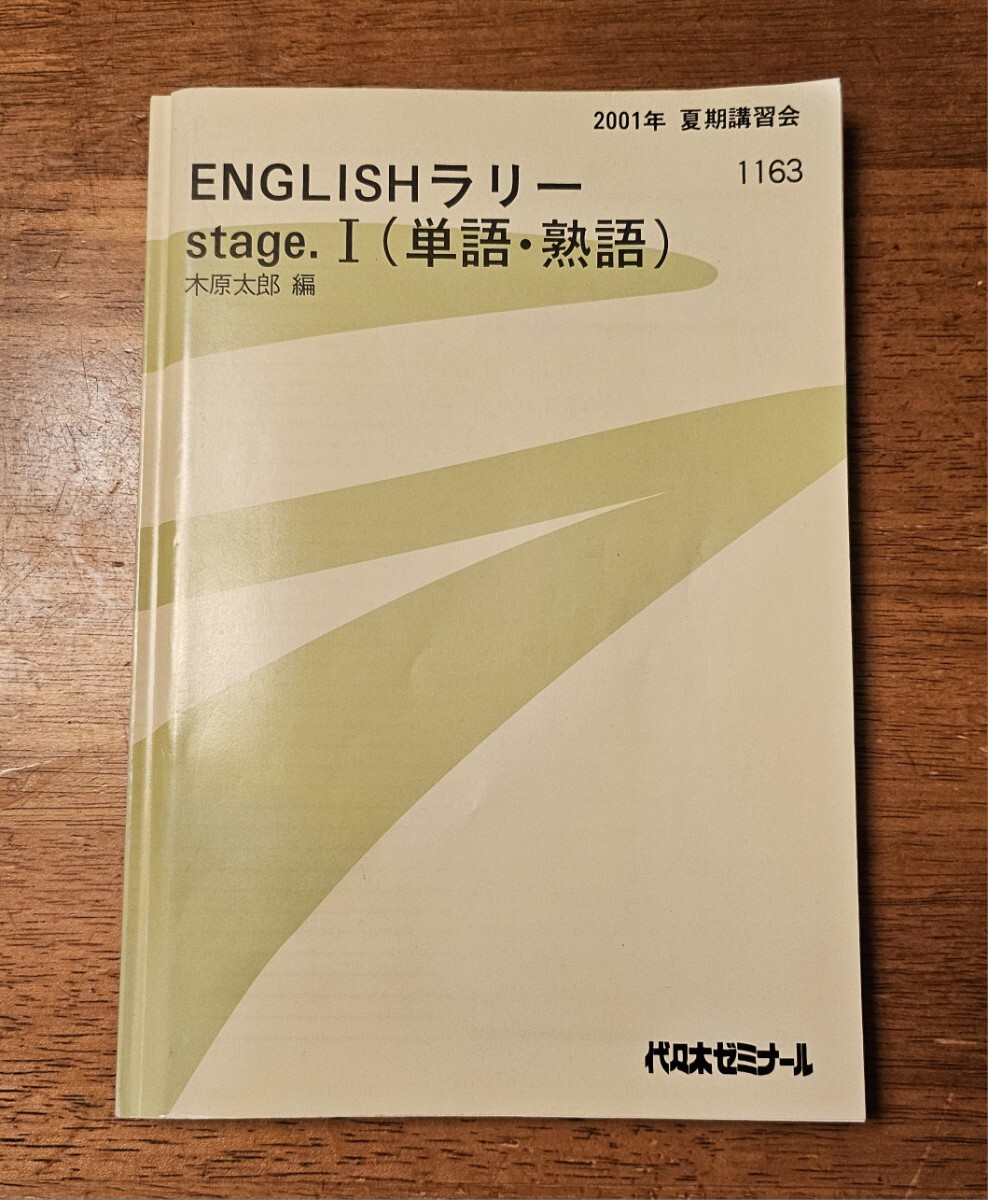 2001年 夏期講習会
1163
ENGLISHラリー
stage.Ⅰ(単語・熟語)
木原太郎 編
代々木ゼミナール